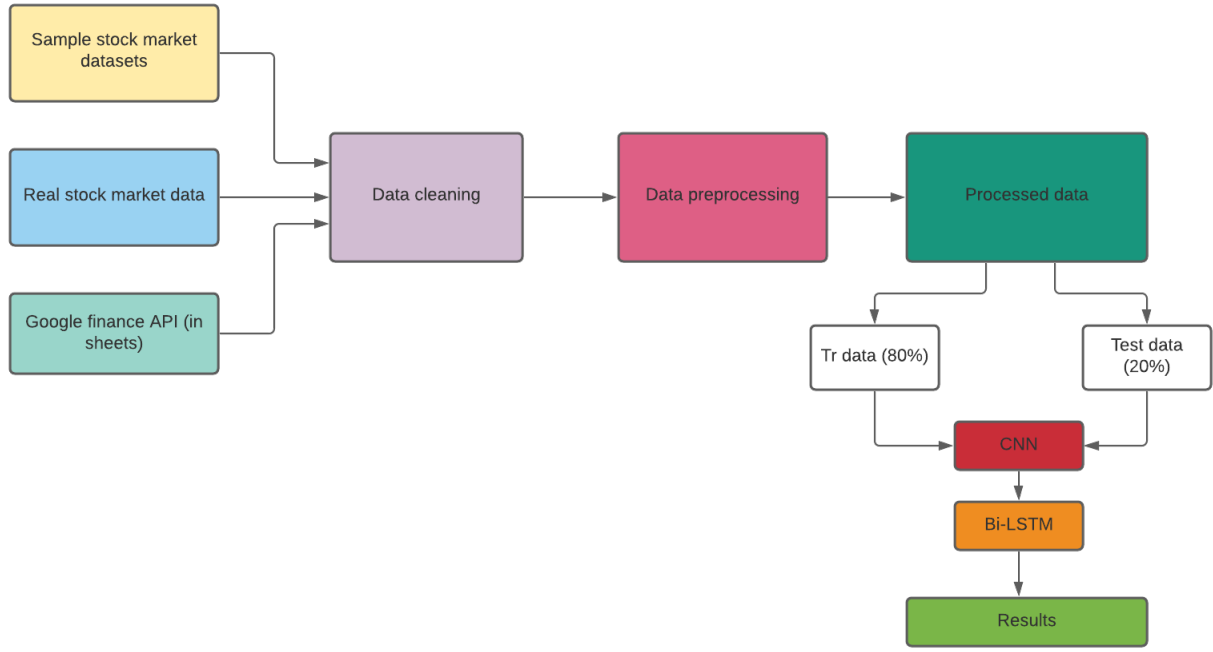 Sample stock market
datasets
Real stock market data
Google finance API (in
sheets)
Data cleaning
Data preprocessing
Processed data
Tr data (80%)
Test data
(20%)
CNN
Bi-LSTM
Results